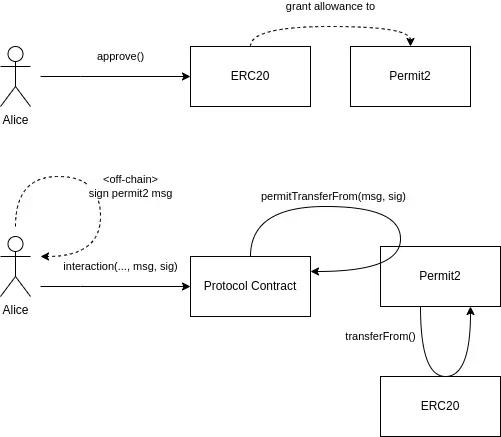 grant allowance to
approve()
ERC20
Permit2
Alice
<off-chain>
sign permit2 msg
permitTransferFrom(msg, sig)
interaction(..., msg, sig)
Protocol Contract
Permit2
Alice
transferFrom()
ERC20